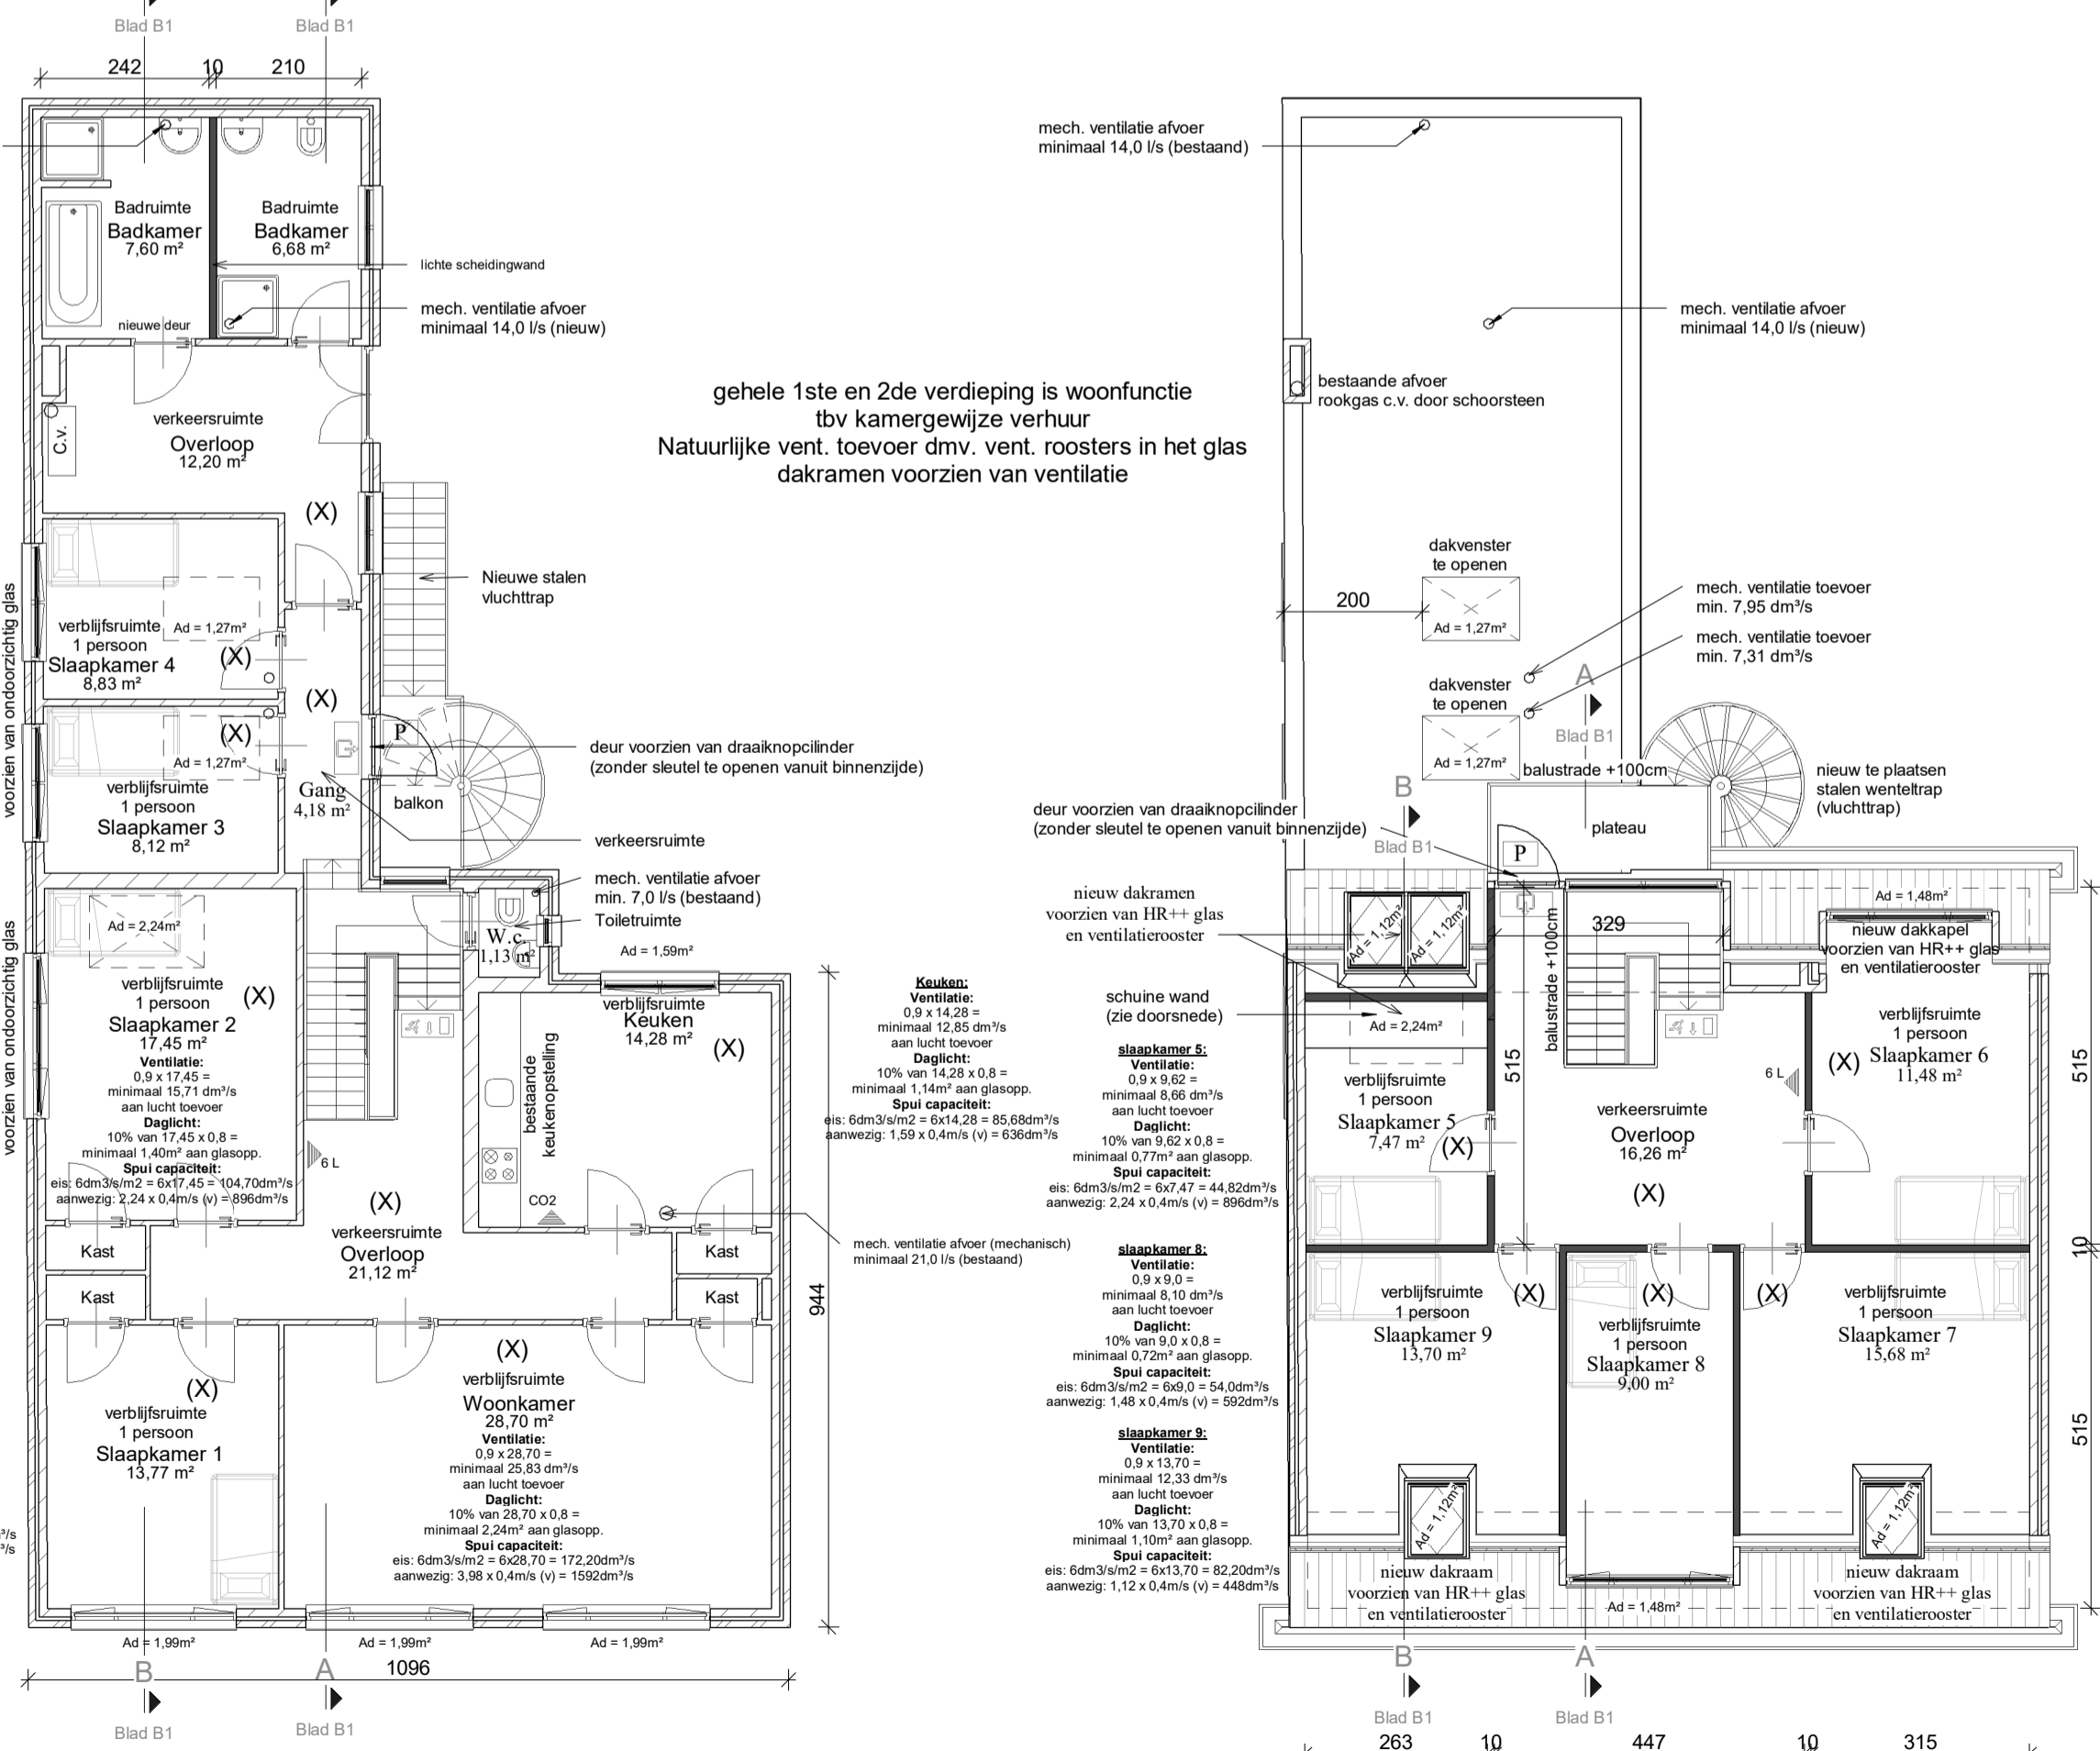 Blad B1
Blad B1
242
10
210
Badruimte
Badkamer
7,60 m²
Badruimte
Badkamer
6,68 m²
lichte scheidingwand
mech. ventilatie afvoer
minimaal 14,0 l/s (nieuw)
nieuwe deur
verkeersruimte
Overloop
12,20 m²
C.v.
(X)
Nieuwe stalen
vluchttrap
voorzien van ondoorzichtig glas
verblijfsruimte
1 persoon
Slaapkamer 4
8,83 m²
Ad = 1,27m²
(X)
(X)
(X)
Ad = 1,27m²
verblijfsruimte
1 persoon
Slaapkamer 3
8,12 m²
Gang
4,18 m²
P
balkon
deur voorzien van draaiknopcilinder
(zonder sleutel te openen vanuit binnenzijde)
verkeersruimte
mech. ventilatie afvoer
min. 7,0 l/s (bestaand)
Toiletruimte
W.c.
1,13 m²
Ad = 1,59m²
voorzien van ondoorzichtig glas
Ad = 2,24m²
verblijfsruimte
1 persoon
Slaapkamer 2
17,45 m²
(X)
Ventilatie:
0,9 x 17,45 =
minimaal 15,71 dm³/s
aan lucht toevoer
Daglicht:
10% van 17,45 x 0,8 =
minimaal 1,40m² aan glasopp.
Spui capaciteit:
eis: 6dm3/s/m2 = 6x17,45 = 104,70m³/s
aanwezig: 2,24 x 0,4m/s (v) = 896dm³/s
6 L
verblijfsruimte
Keuken
14,28 m²
(X)
bestaande
keukenopstelling
CO2
Kast
Kast
(X)
verkeersruimte
Overloop
21,12 m²
Kast
Kast
mech. ventilatie afvoer (mechanisch)
minimaal 21,0 l/s (bestaand)
944
(X)
verblijfsruimte
1 persoon
Slaapkamer 1
13,77 m²
(X)
verblijfsruimte
Woonkamer
28,70 m²
Ventilatie:
0,9 x 28,70 =
minimaal 25,83 dm³/s
aan lucht toevoer
Daglicht:
10% van 28,70 x 0,8 =
minimaal 2,24m² aan glasopp.
Spui capaciteit:
eis: 6dm3/s/m2 = 6x28,70 = 172,20m³/s
aanwezig: 3,98 x 0,4m/s (v) = 1592dm³/s
³/s
³/s
Ad = 1,99m²
Ad = 1,99m²
Ad = 1,99m²
1096
B
A
Blad B1
Blad B1
gehele 1ste en 2de verdieping is woonfunctie
tbv kamergewijze verhuur
Natuurlijke vent. toevoer dmv. vent. roosters in het glas
dakramen voorzien van ventilatie
Keuken:
Ventilatie:
0,9 x 14,28 =
minimaal 12,85 dm³/s
aan lucht toevoer
Daglicht:
10% van 14,28 x 0,8 =
minimaal 1,14m² aan glasopp.
Spui capaciteit:
eis: 6dm3/s/m2 = 6x14,28 = 85,68dm³/s
aanwezig: 1,59 x 0,4m/s (v) = 636dm³/s
slaapkamer 5:
Ventilatie:
0,9 x 9,62 =
minimaal 8,66 dm³/s
aan lucht toevoer
Daglicht:
10% van 9,62 x 0,8 =
minimaal 0,77m² aan glasopp.
Spui capaciteit:
eis: 6dm3/s/m2 = 6x7,47 = 44,82dm³/s
aanwezig: 2,24 x 0,4m/s (v) = 896dm³/s
slaapkamer 8:
Ventilatie:
0,9 x 9,0 =
minimaal 8,10 dm³/s
aan lucht toevoer
Daglicht:
10% van 9,0 x 0,8 =
minimaal 0,72m² aan glasopp.
Spui capaciteit:
eis: 6dm3/s/m2 = 6x9,0 = 54,0dm³/s
aanwezig: 1,48 x 0,4m/s (v) = 592dm³/s
slaapkamer 9:
Ventilatie:
0,9 x 13,70 =
minimaal 12,33 dm³/s
aan lucht toevoer
Daglicht:
10% van 13,70 x 0,8 =
minimaal 1,10m² aan glasopp.
Spui capaciteit:
eis: 6dm3/s/m2 = 6x13,70 = 82,20dm³/s
aanwezig: 1,12 x 0,4m/s (v) = 448dm³/s
mech. ventilatie afvoer
minimaal 14,0 l/s (bestaand)
mech. ventilatie afvoer
minimaal 14,0 l/s (nieuw)
bestaande afvoer
rookgas c.v. door schoorsteen
dakvenster
te openen
200
Ad = 1,27m²
mech. ventilatie toevoer
min. 7,95 dm³/s
mech. ventilatie toevoer
min. 7,31 dm³/s
dakvenster
te openen
Ad = 1,27m²
A
Blad B1
balustrade +100cm
nieuw te plaatsen
stalen wenteltrap
(vluchttrap)
B
Blad B1
deur voorzien van draaiknopcilinder
(zonder sleutel te openen vanuit binnenzijde)
plateau
P
nieuw dakramen
voorzien van HR++ glas
en ventilatierooster
Ad = 1,12m²
Ad = 1,12m²
329
balustrade +100cm
Ad = 1,48m²
nieuw dakkapel
voorzien van HR++ glas
en ventilatierooster
schuine wand
(zie doorsnede)
Ad = 2,24m²
515
verblijfsruimte
1 persoon
Slaapkamer 5
7,47 m²
(X)
6 L
verkeersruimte
Overloop
16,26 m²
(X)
verblijfsruimte
1 persoon
Slaapkamer 6
11,48 m²
(X)
515
10
515
verblijfsruimte
1 persoon
Slaapkamer 9
13,70 m²
(X)
(X)
verblijfsruimte
1 persoon
Slaapkamer 8
9,00 m²
(X)
verblijfsruimte
1 persoon
Slaapkamer 7
15,68 m²
Ad = 1,12m²
Ad = 1,12m²
nieuw dakraam
voorzien van HR++ glas
en ventilatierooster
Ad = 1,48m²
nieuw dakraam
voorzien van HR++ glas
en ventilatierooster
B
A
Blad B1
Blad B1
263
10
447
10
315